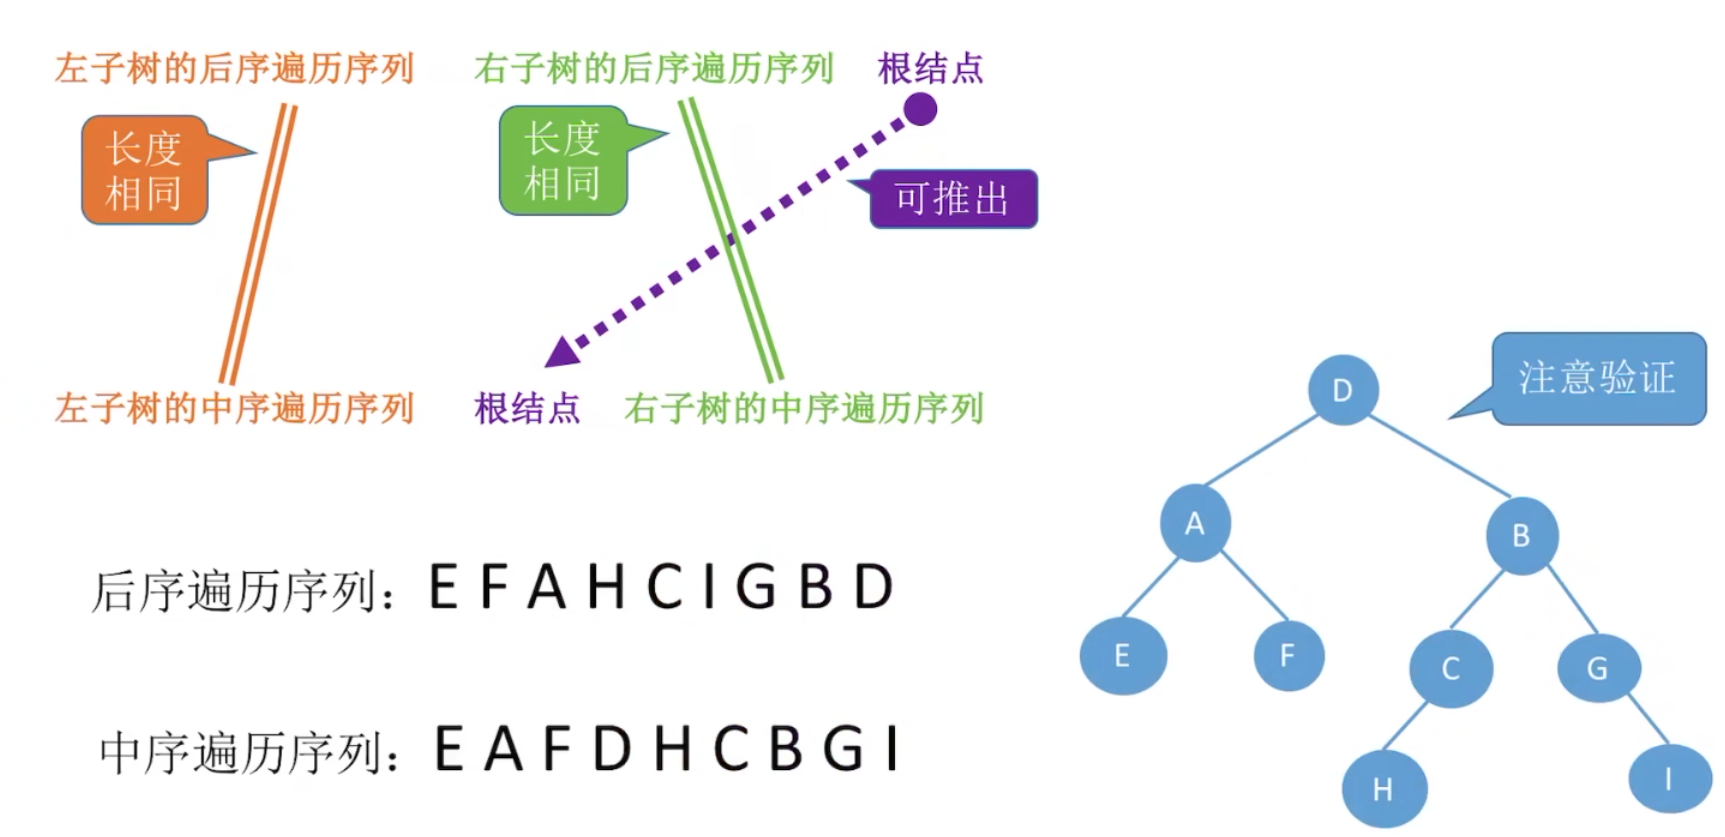 左子树的后序遍历序列 右子树的后序遍历序列 根结点
长度
相同
长度
相同
可推出
左子树的中序遍历序列 根结点 右子树的中序遍历序列
注意验证
D
A
B
E
F
C
G
H
I
后序遍历序列: E F A H C I G B D
中序遍历序列: E A F D H C B G I